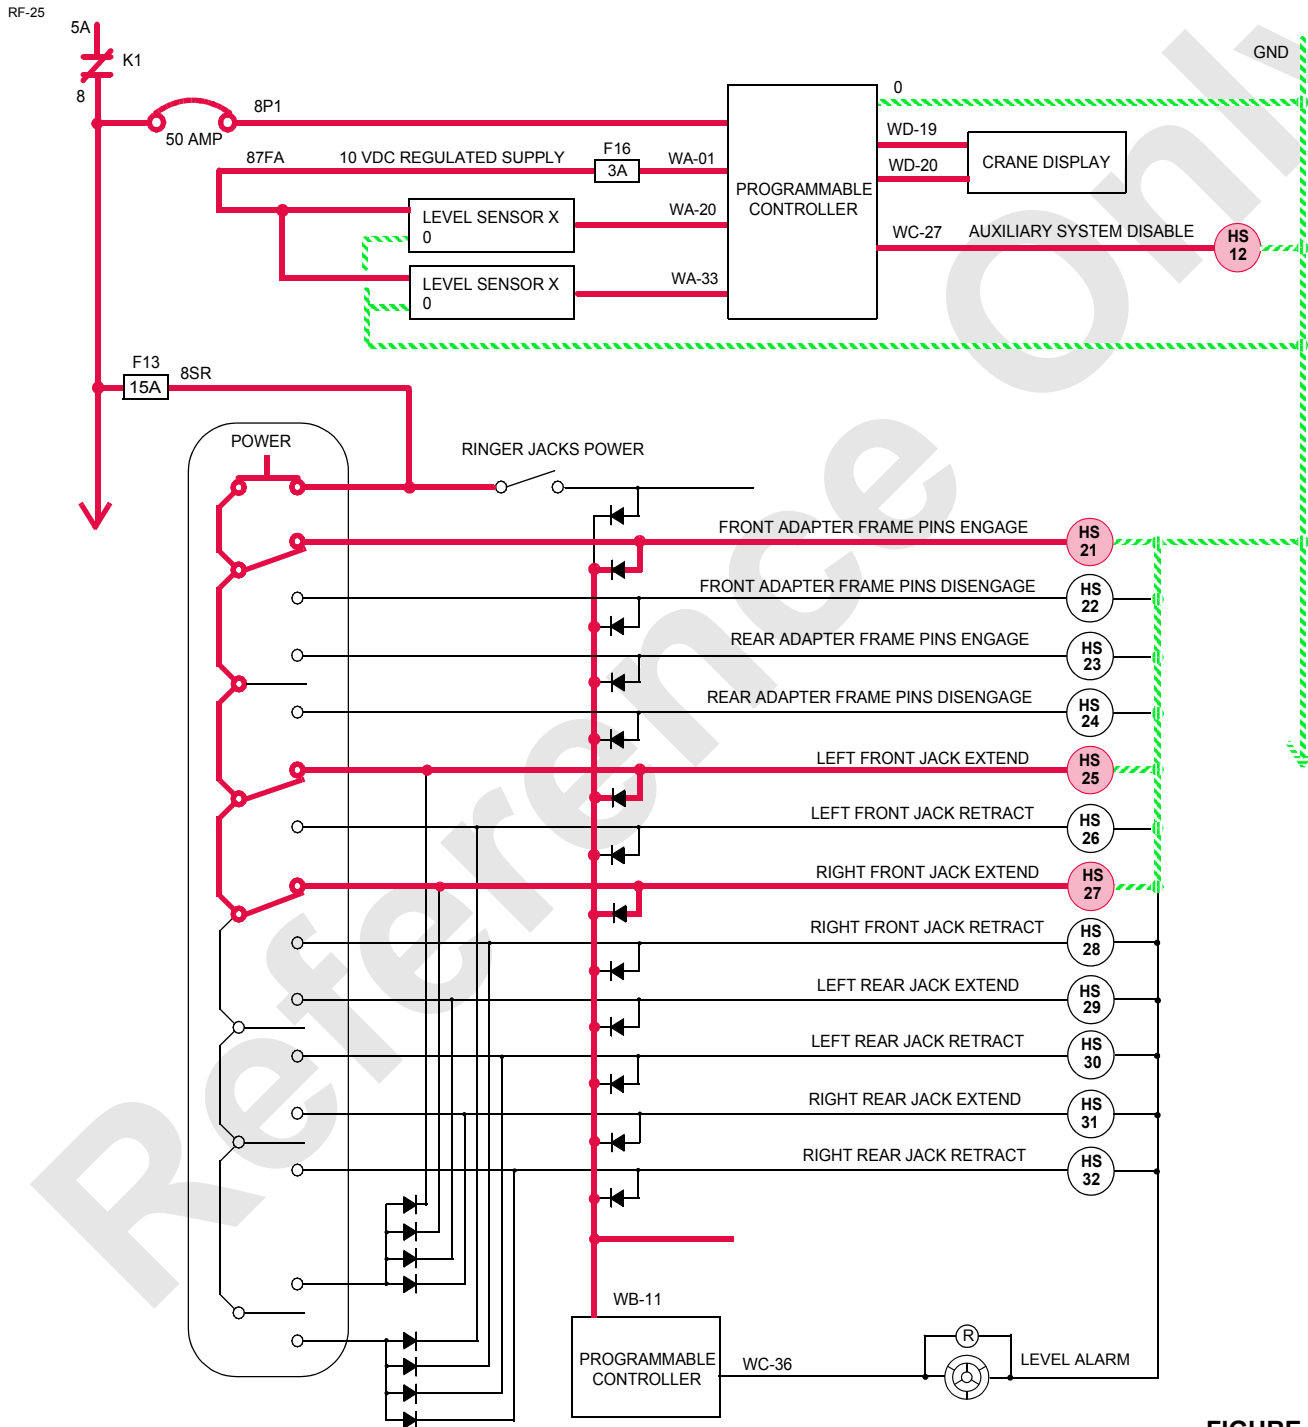 RF-25
5A
K1
8
8P1
50 AMP
GND
0
WD-19
WD-20
CRANE DISPLAY
87FA
10 VDC REGULATED SUPPLY
F16
3A
WA-01
PROGRAMMABLE
CONTROLLER
LEVEL SENSOR X
0
WA-20
WC-27
AUXILIARY SYSTEM DISABLE
HS
12
LEVEL SENSOR X
0
WA-33
F13
15A
8SR
POWER
RINGER JACKS POWER
FRONT ADAPTER FRAME PINS ENGAGE
HS
21
FRONT ADAPTER FRAME PINS DISENGAGE
HS
22
REAR ADAPTER FRAME PINS ENGAGE
HS
23
REAR ADAPTER FRAME PINS DISENGAGE
HS
24
LEFT FRONT JACK EXTEND
HS
25
LEFT FRONT JACK RETRACT
HS
26
RIGHT FRONT JACK EXTEND
HS
27
RIGHT FRONT JACK RETRACT
HS
28
LEFT REAR JACK EXTEND
HS
29
LEFT REAR JACK RETRACT
HS
30
RIGHT REAR JACK EXTEND
HS
31
RIGHT REAR JACK RETRACT
HS
32
WB-11
PROGRAMMABLE
CONTROLLER
WC-36
R
LEVEL ALARM
FIGURE
Reference Only